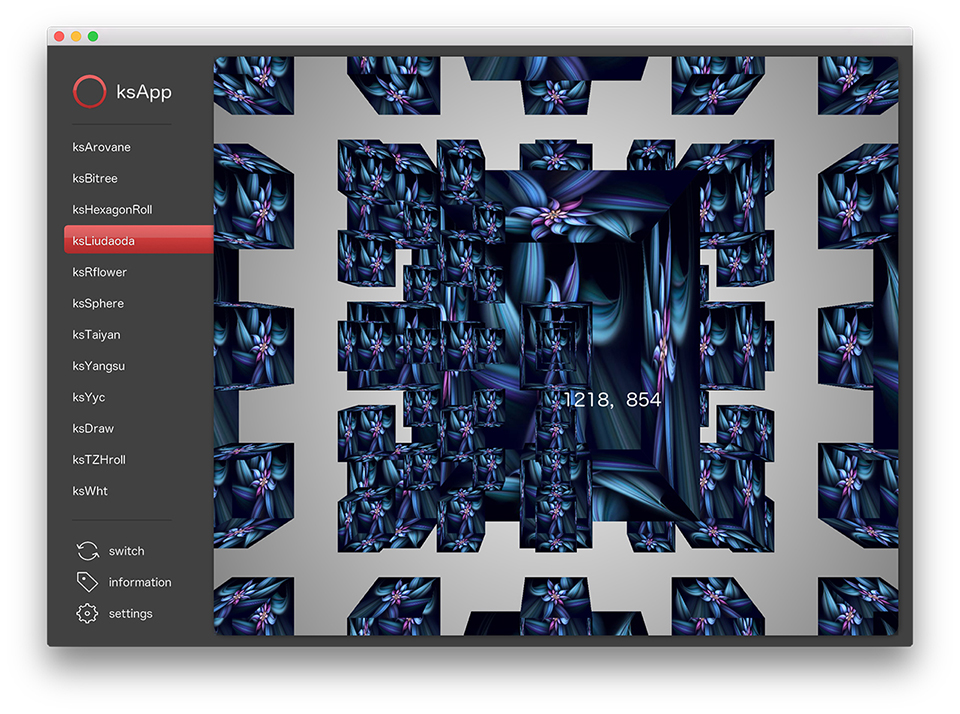 ksApp
ksArovane
ksBitree
ksHexagonRoll
ksLiudaoda
ksRflower
ksSphere
ksTaiyan
ksYangsu
ksYyc
ksDraw
ksTZHroll
ksWht
switch
information
settings
1218, 854